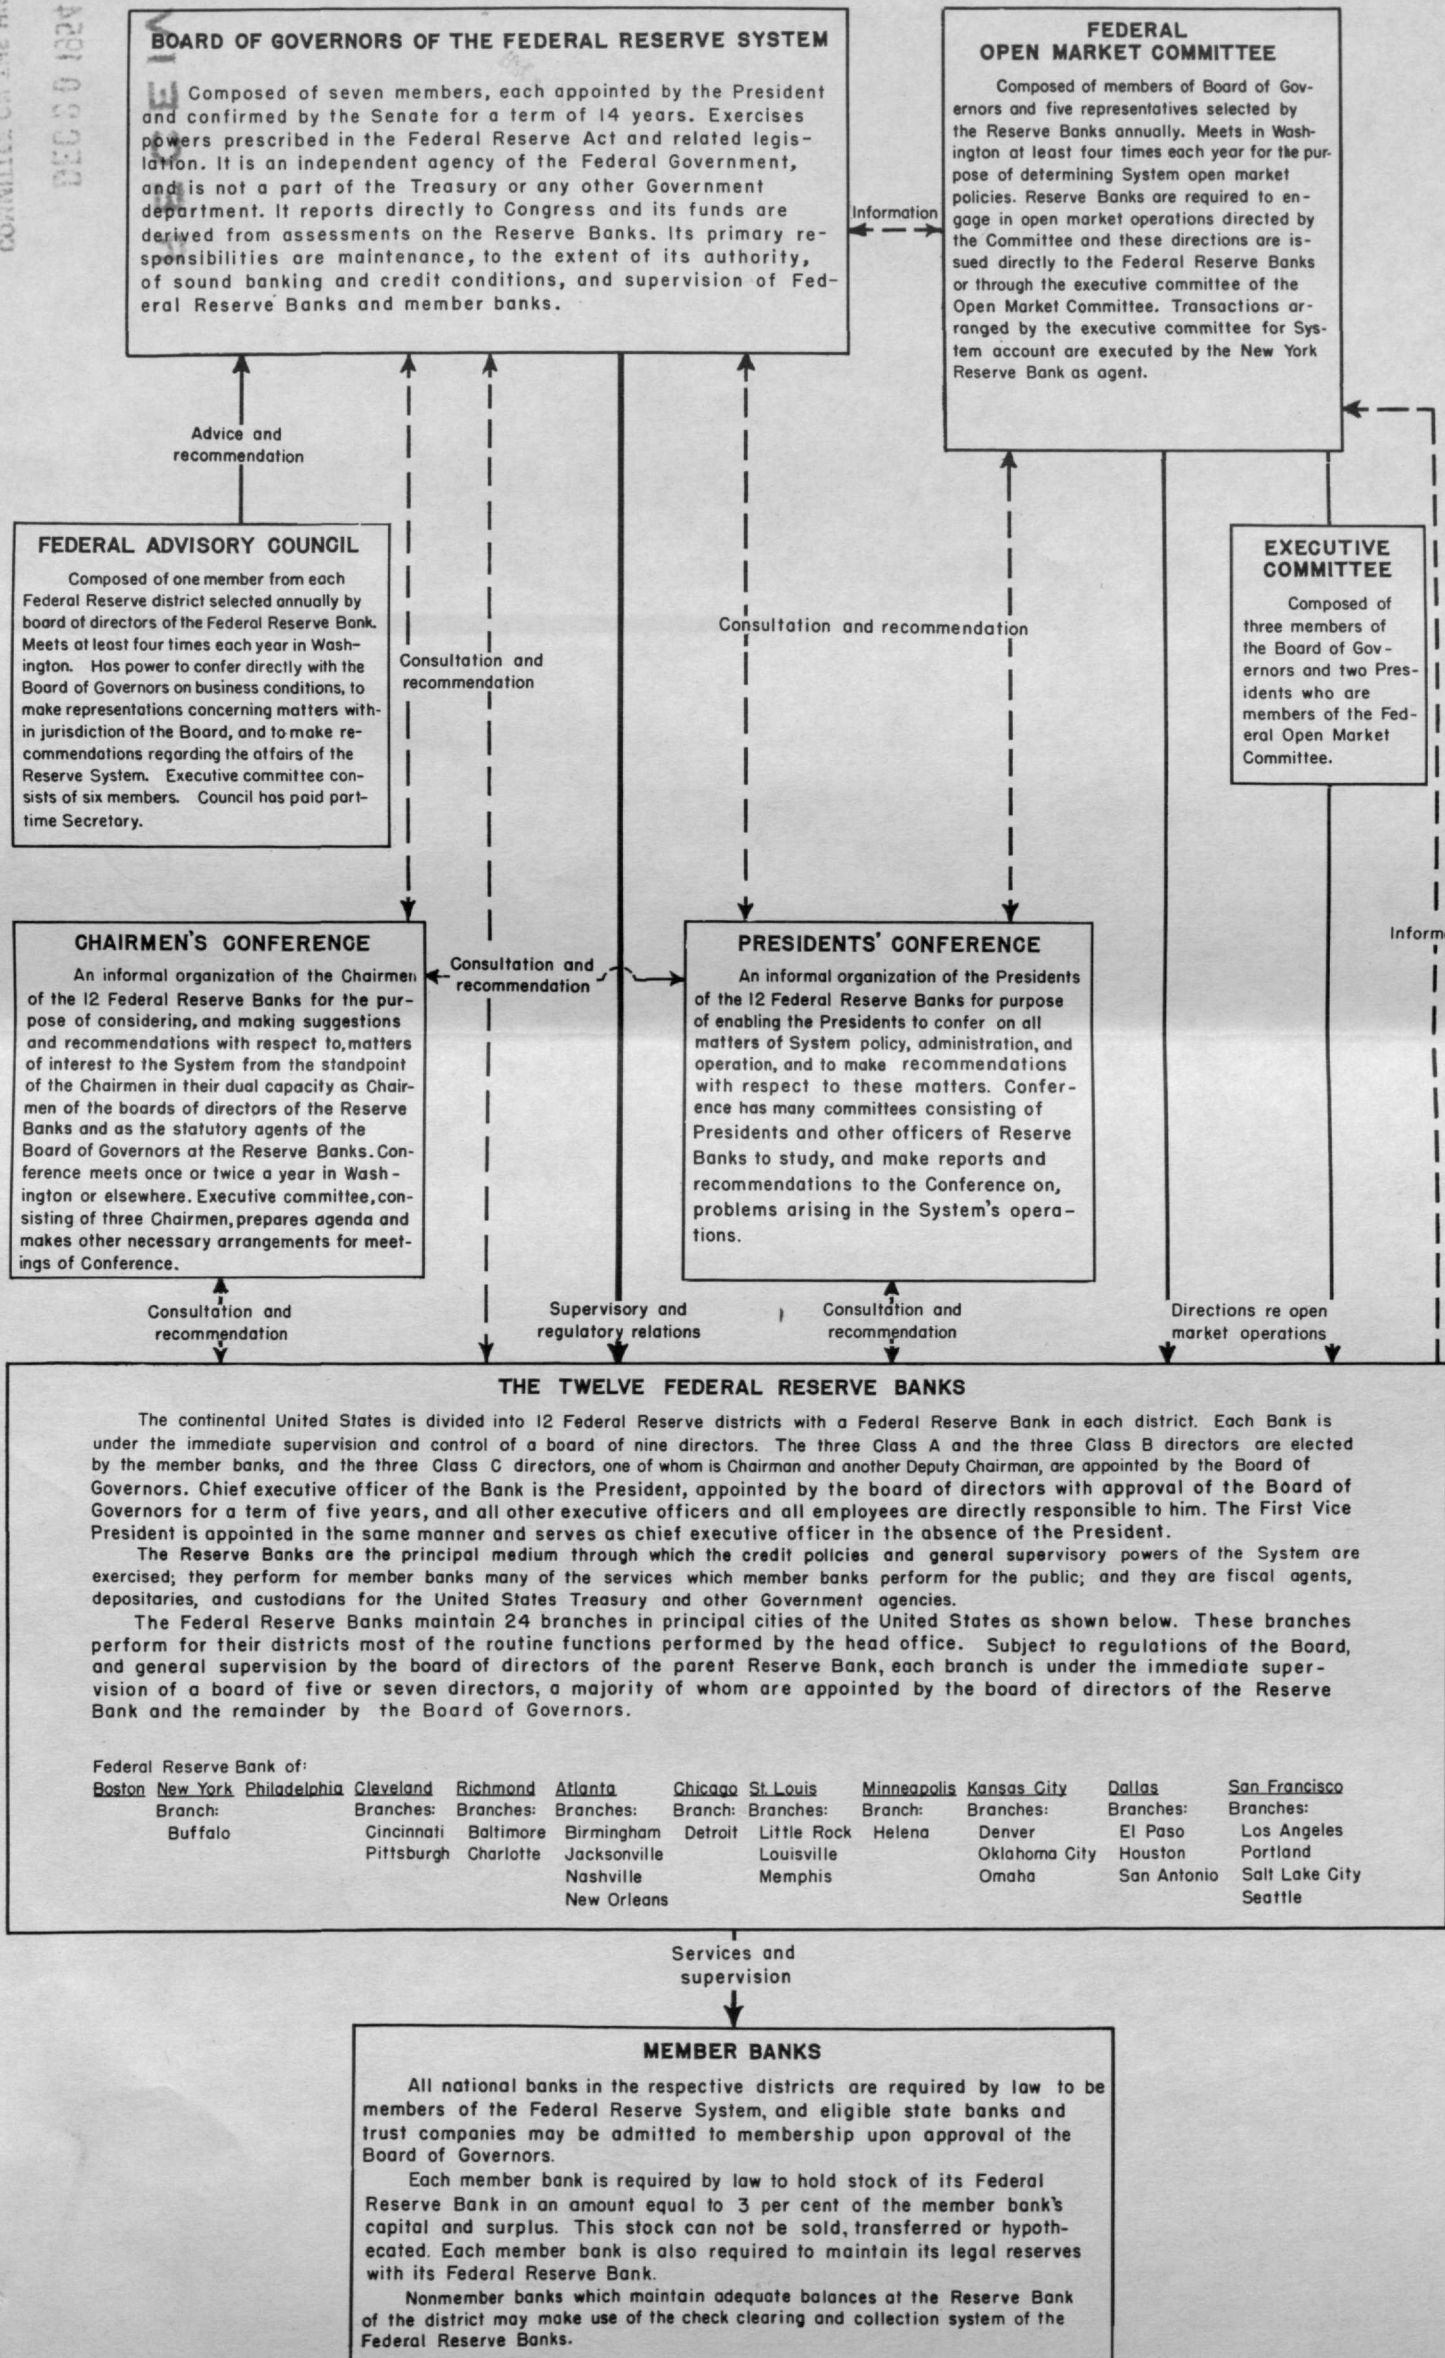 DEC 20 1954
BOARD OF GOVERNORS OF THE FEDERAL RESERVE SYSTEM
Composed of seven members, each appointed by the President
and confirmed by the Senate for a term of 14 years. Exercises
powers prescribed in the Federal Reserve Act and related legis-
lation. It is an independent agency of the Federal Government,
and is not a part of the Treasury or any other Government
department. It reports directly to Congress and its funds are
derived from assessments on the Reserve Banks. Its primary re-
sponsibilities are maintenance, to the extent of its authority,
of sound banking and credit conditions, and supervision of Fed-
eral Reserve Banks and member banks.
Information
FEDERAL
OPEN MARKET COMMITTEE
Composed of members of Board of Gov-
ernors and five representatives selected by
the Reserve Banks annually. Meets in Wash-
ington at least four times each year for the pur-
pose of determining System open market
policies. Reserve Banks are required to en-
gage in open market operations directed by
the Committee and these directions are is-
sued directly to the Federal Reserve Banks
or through the executive committee of the
Open Market Committee. Transactions ar-
ranged by the executive committee for Sys-
tem account are executed by the New York
Reserve Bank as agent.
Advice and
recommendation
FEDERAL ADVISORY COUNCIL
Composed of one member from each
Federal Reserve district selected annually by
board of directors of the Federal Reserve Bank.
Meets at least four times each year in Wash-
ington. Has power to confer directly with the
Board of Governors on business conditions, to
make representations concerning matters with-
in jurisdiction of the Board, and to make re-
commendations regarding the affairs of the
Reserve System. Executive committee con-
sists of six members. Council has paid part-
time Secretary.
Consultation and
recommendation
Consultation and recommendation
EXECUTIVE
COMMITTEE
Composed of
three members of
the Board of Gov-
ernors and two Pres-
idents who are
members of the Fed-
eral Open Market
Committee.
Inform
CHAIRMEN'S CONFERENCE
An informal organization of the Chairmen
of the 12 Federal Reserve Banks for the pur-
pose of considering, and making suggestions
and recommendations with respect to, matters
of interest to the System from the standpoint
of the Chairmen in their dual capacity as Chair-
men of the boards of directors of the Reserve
Banks and as the statutory agents of the
Board of Governors at the Reserve Banks. Con-
ference meets once or twice a year in Wash-
ington or elsewhere. Executive committee, con-
sisting of three Chairmen, prepares agenda and
makes other necessary arrangements for meet-
ings of Conference.
Consultation and
recommendation
PRESIDENTS' CONFERENCE
An informal organization of the Presidents
of the 12 Federal Reserve Banks for purpose
of enabling the Presidents to confer on all
matters of System policy, administration, and
operation, and to make recommendations
with respect to these matters. Confer-
ence has many committees consisting of
Presidents and other officers of Reserve
Banks to study, and make reports and
recommendations to the Conference on,
problems arising in the System's opera-
tions.
Consultation and
recommendation
Supervisory and
regulatory relations
Consultation and
recommendation
Directions re open
market operations
THE TWELVE FEDERAL RESERVE BANKS
The continental United States is divided into 12 Federal Reserve districts with a Federal Reserve Bank in each district. Each Bank is
under the immediate supervision and control of a board of nine directors. The three Class A and the three Class B directors are elected
by the member banks, and the three Class C directors, one of whom is Chairman and another Deputy Chairman, are appointed by the Board of
Governors. Chief executive officer of the Bank is the President, appointed by the board of directors with approval of the Board of
Governors for a term of five years, and all other executive officers and all employees are directly responsible to him. The First Vice
President is appointed in the same manner and serves as chief executive officer in the absence of the President.
The Reserve Banks are the principal medium through which the credit policies and general supervisory powers of the System are
exercised; they perform for member banks many of the services which member banks perform for the public; and they are fiscal agents,
depositaries, and custodians for the United States Treasury and other Government agencies.
The Federal Reserve Banks maintain 24 branches in principal cities of the United States as shown below. These branches
perform for their districts most of the routine functions performed by the head office. Subject to regulations of the Board,
and general supervision by the board of directors of the parent Reserve Bank, each branch is under the immediate super-
vision of a board of five or seven directors, a majority of whom are appointed by the board of directors of the Reserve
Bank and the remainder by the Board of Governors.
Federal Reserve Bank of:
Boston New York Philadelphia Cleveland Richmond Atlanta Chicago St. Louis Minneapolis Kansas City Dallas San Francisco
Branch: Branches: Branches: Branches: Branch: Branches: Branch: Branches: Branches: Branches:
Buffalo Cincinnati Baltimore Birmingham Detroit Little Rock Helena Denver El Paso Los Angeles
Pittsburgh Charlotte Jacksonville Louisville Oklahoma City Houston Portland
Nashville Memphis Omaha San Antonio Salt Lake City
New Orleans Seattle
Services and
supervision
MEMBER BANKS
All national banks in the respective districts are required by law to be
members of the Federal Reserve System, and eligible state banks and
trust companies may be admitted to membership upon approval of the
Board of Governors.
Each member bank is required by law to hold stock of its Federal
Reserve Bank in an amount equal to 3 per cent of the member bank's
capital and surplus. This stock can not be sold, transferred or hypoth-
ecated. Each member bank is also required to maintain its legal reserves
with its Federal Reserve Bank.
Nonmember banks which maintain adequate balances at the Reserve Bank
of the district may make use of the check clearing and collection system of the
Federal Reserve Banks.